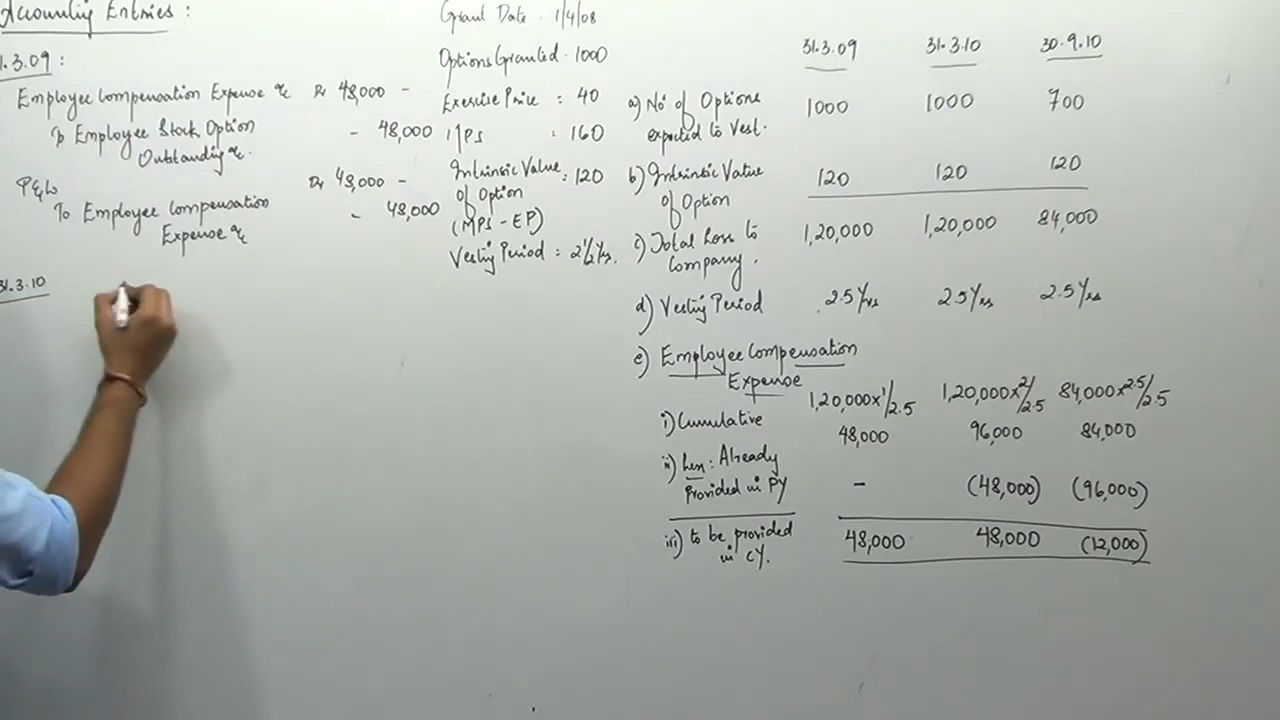 Accounting Entries :
1.3.09 :
Employee Compensation Expense a/c Dr 48,000 -
To Employee Stock Option - 48,000
Outstanding a/c.
P&L Dr 48,000 -
To Employee Compensation - 48,000
Expense a/c
31.3.10
Grant Date . 1/4/08
Options Granted . 1000
Exercise Price : 40
MPS : 160
Intrinsic Value : 120
of Option
(MPS - EP)
Vesting Period = 2 1/2 Yrs.
31.3.09 31.3.10 30.9.10
a) No of Options 1000 1000 700
expected to Vest.
b) Intrinsic Value 120 120 120
of Option
c) Total Loss to 1,20,000 1,20,000 84,000
Company.
d) Vesting Period 2.5 Yrs 2.5 Yrs 2.5 Yrs
e) Employee Compensation
Expense
1,20,000x1/2.5 1,20,000x2/2.5 84,000x2.5/2.5
i) Cumulative 48,000 96,000 84,000
ii) Less : Already
Provided in PY - (48,000) (96,000)
iii) to be provided 48,000 48,000 (12,000)
in CY.